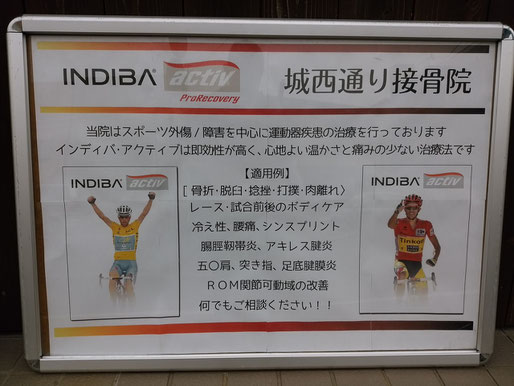 INDIBA® activ 城西通り接骨院
ProRecovery
当院はスポーツ外傷/障害を中心に運動器疾患の治療を行っております
インディバ・アクティブは即効性が高く、心地よい温かさと痛みの少ない治療法です
【適用例】
[骨折・脱臼・捻挫・打撲・肉離れ〉
レース・試合前後のボディケア
冷え性、腰痛、シンスプリント
腸脛靭帯炎、アキレス腱炎
五〇肩、突き指、足底腱膜炎
ROM関節可動域の改善
何でもご相談ください！！
INDIBA® activ
INDIBA® activ
Tinkoff